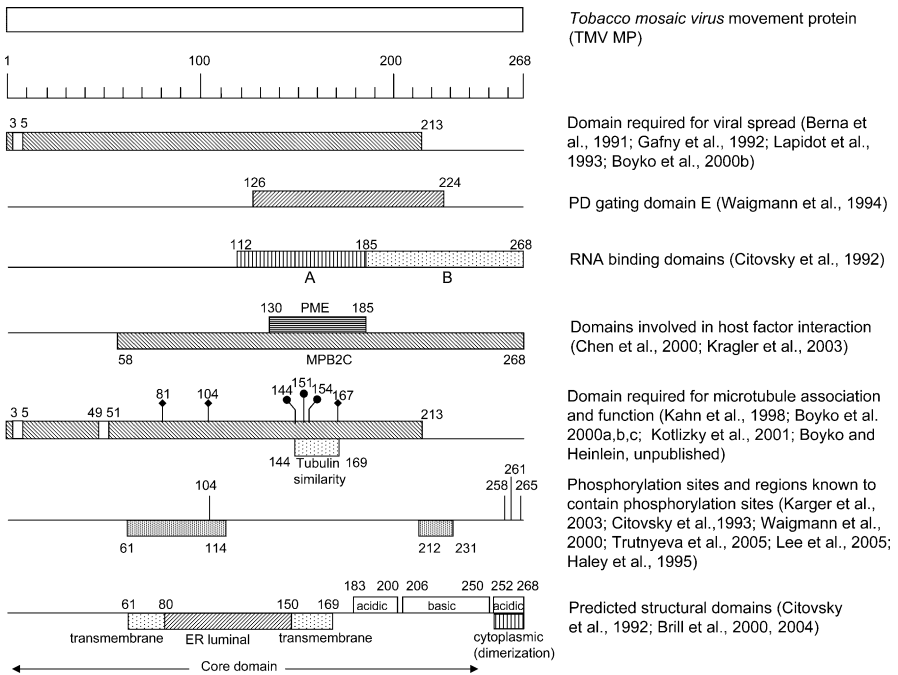 Tobacco mosaic virus movement protein
(TMV MP)
1 100 200 268
3 5 213
Domain required for viral spread (Berna et
al., 1991; Gafny et al., 1992; Lapidot et al.,
1993; Boyko et al., 2000b)
126 224
PD gating domain E (Waigmann et al., 1994)
112 185 268
A B
RNA binding domains (Citovsky et al., 1992)
130 PME 185
58 MPB2C 268
Domains involved in host factor interaction
(Chen et al., 2000; Kragler et al., 2003)
81 104 144 151 154 167
3 5 49 51 213
144 Tubulin 169
similarity
Domain required for microtubule association
and function (Kahn et al., 1998; Boyko et al.
2000a,b,c; Kotlizky et al., 2001; Boyko and
Heinlein, unpublished)
104 258 261 265
61 114 212 231
Phosphorylation sites and regions known to
contain phosphorylation sites (Karger et al.,
2003; Citovsky et al.,1993; Waigmann et al.,
2000; Trutnyeva et al., 2005; Lee et al., 2005;
Haley et al., 1995)
183 200 206 250 252 268
61 80 150 169 acidic basic acidic
transmembrane ER luminal transmembrane cytoplasmic
(dimerization)
Predicted structural domains (Citovsky
et al., 1992; Brill et al., 2000, 2004)
Core domain